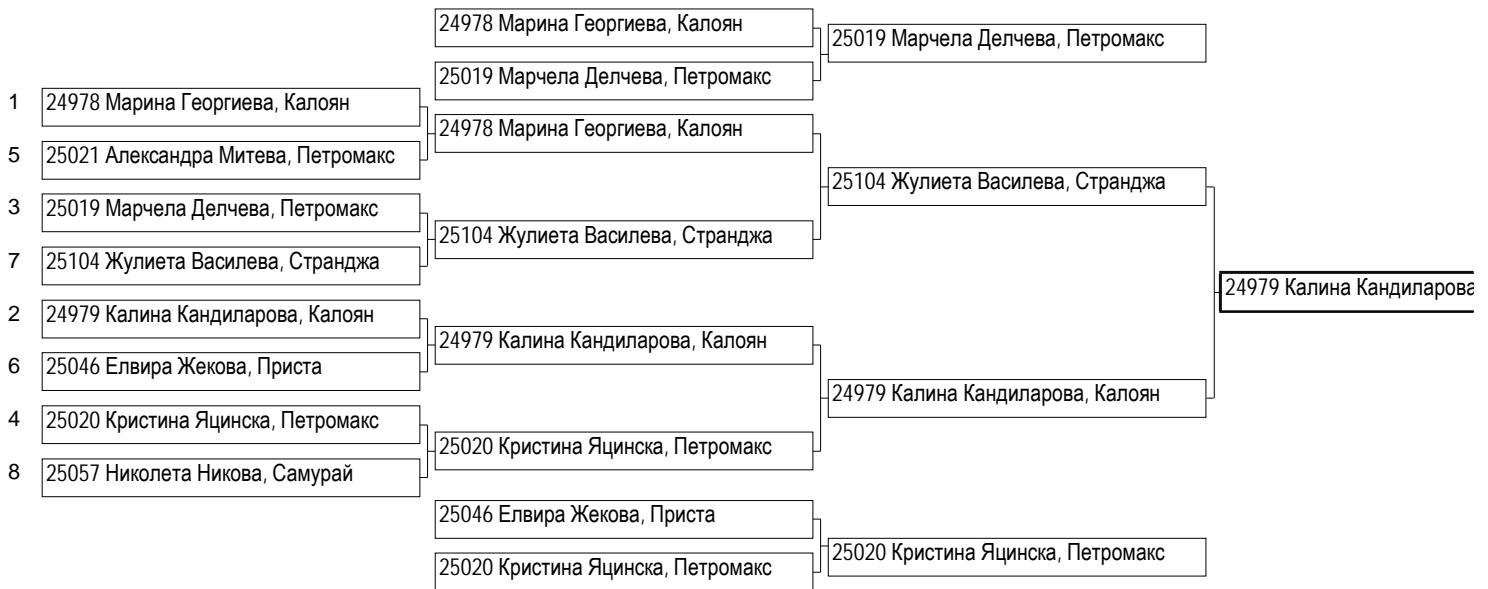 24978 Марина Георгиева, Калоян
25019 Марчела Делчева, Петромакс
25019 Марчела Делчева, Петромакс
1 24978 Марина Георгиева, Калоян
24978 Марина Георгиева, Калоян
5 25021 Александра Митева, Петромакс
25104 Жулиета Василева, Странджа
3 25019 Марчела Делчева, Петромакс
25104 Жулиета Василева, Странджа
7 25104 Жулиета Василева, Странджа
24979 Калина Кандиларова
2 24979 Калина Кандиларова, Калоян
24979 Калина Кандиларова, Калоян
6 25046 Елвира Жекова, Приста
24979 Калина Кандиларова, Калоян
4 25020 Кристина Яцинска, Петромакс
25020 Кристина Яцинска, Петромакс
8 25057 Николета Никова, Самурай
25046 Елвира Жекова, Приста
25020 Кристина Яцинска, Петромакс
25020 Кристина Яцинска, Петромакс